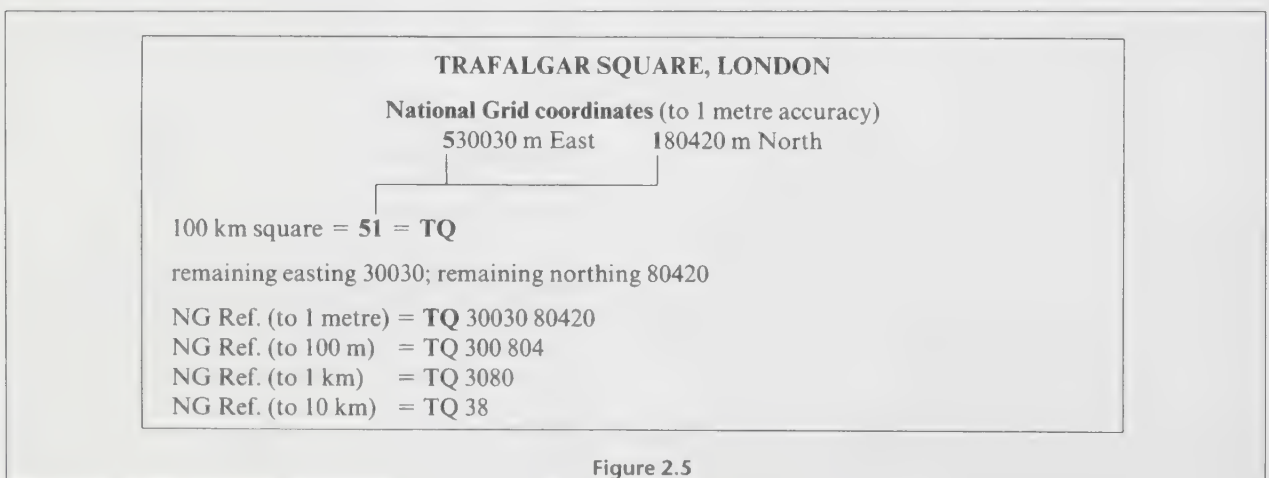 TRAFALGAR SQUARE, LONDON
National Grid coordinates (to 1 metre accuracy)
530030 m East 180420 m North
100 km square = 51 = TQ
remaining easting 30030; remaining northing 80420
NG Ref. (to 1 metre) = TQ 30030 80420
NG Ref. (to 100 m) = TQ 300 804
NG Ref. (to 1 km) = TQ 3080
NG Ref. (to 10 km) = TQ 38
Figure 2.5